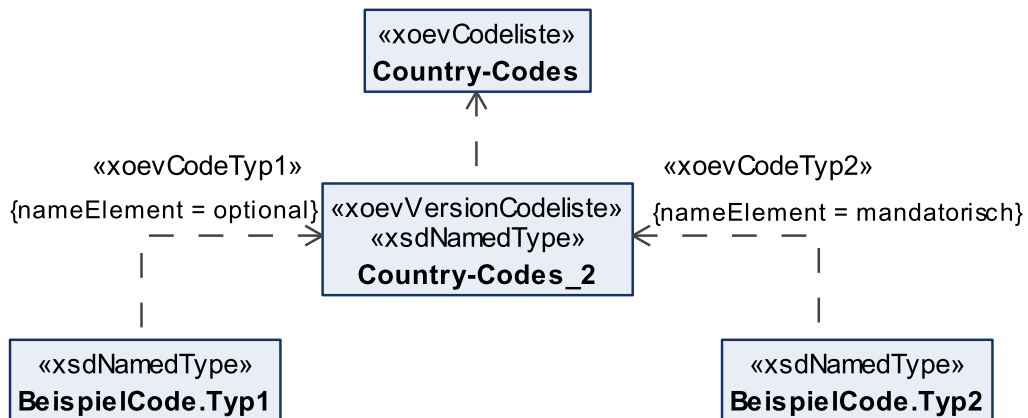 «xoevCodeliste»
Country-Codes
«xoevCodeTyp1»
{nameElement = optional}
«xoevCodeTyp2»
{nameElement = mandatorisch}
«xoevVersionCodeliste»
«xsdNamedType»
Country-Codes_2
«xsdNamedType»
BeispielCode.Typ1
«xsdNamedType»
BeispielCode.Typ2